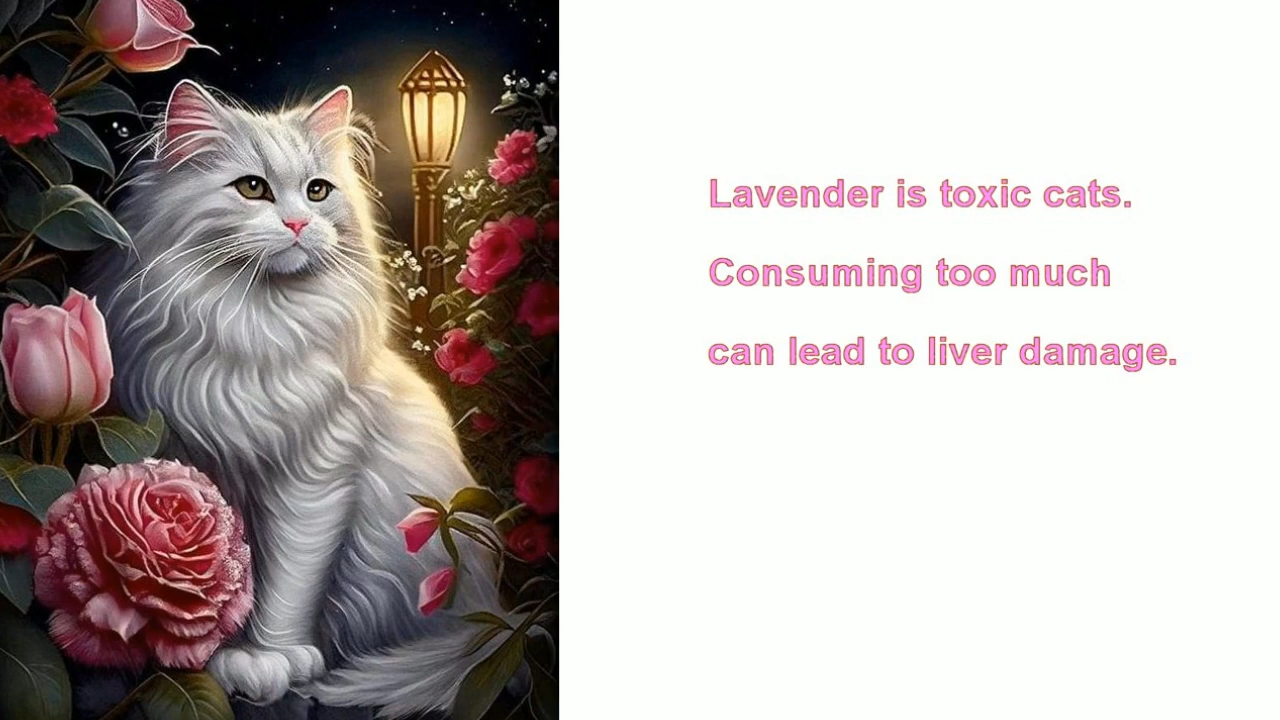 Lavender is toxic cats.
Consuming too much
can lead to liver damage.